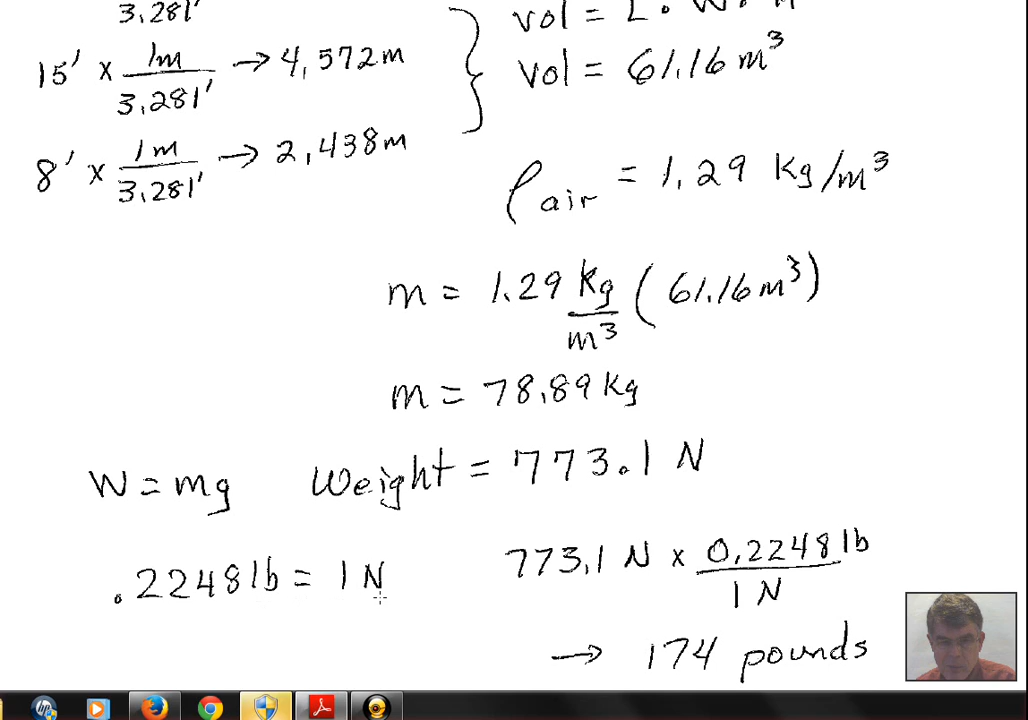 3.281'
15' x 1m/3.281' → 4.572m
8' x 1m/3.281' → 2.438m
vol = L . W . H
vol = 61.16 m³
ρair = 1.29 Kg/m³
m = 1.29 kg/m³ (61.16m³)
m = 78.89 kg
W = mg weight = 773.1 N
.2248 lb = 1 N
773.1 N x 0.2248 lb/1 N
→ 174 pounds
hp